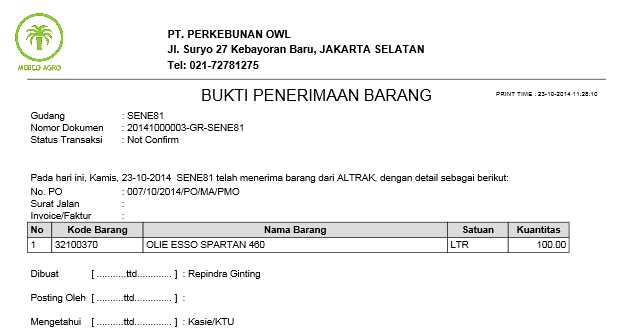 MEDCO AGRO
PT. PERKEBUNAN OWL
Jl. Suryo 27 Kebayoran Baru, JAKARTA SELATAN
Tel: 021-72781275
BUKTI PENERIMAAN BARANG
PRINT TIME : 23-10-2014 11:28:10
Gudang : SENE81
Nomor Dokumen : 20141000003-GR-SENE81
Status Transaksi : Not Confirm
Pada hari ini, Kamis, 23-10-2014 SENE81 telah menerima barang dari ALTRAK, dengan detail sebagai berikut:
No. PO : 007/10/2014/PO/MA/PMO
Surat Jalan :
Invoice/Faktur :
No Kode Barang Nama Barang Satuan Kuantitas
1 32100370 OLIE ESSO SPARTAN 460 LTR 100.00
Dibuat [ ..........ttd............. ] : Repindra Ginting
Posting Oleh [ ..........ttd............. ] :
Mengetahui [ ..........ttd............. ] : Kasie/KTU